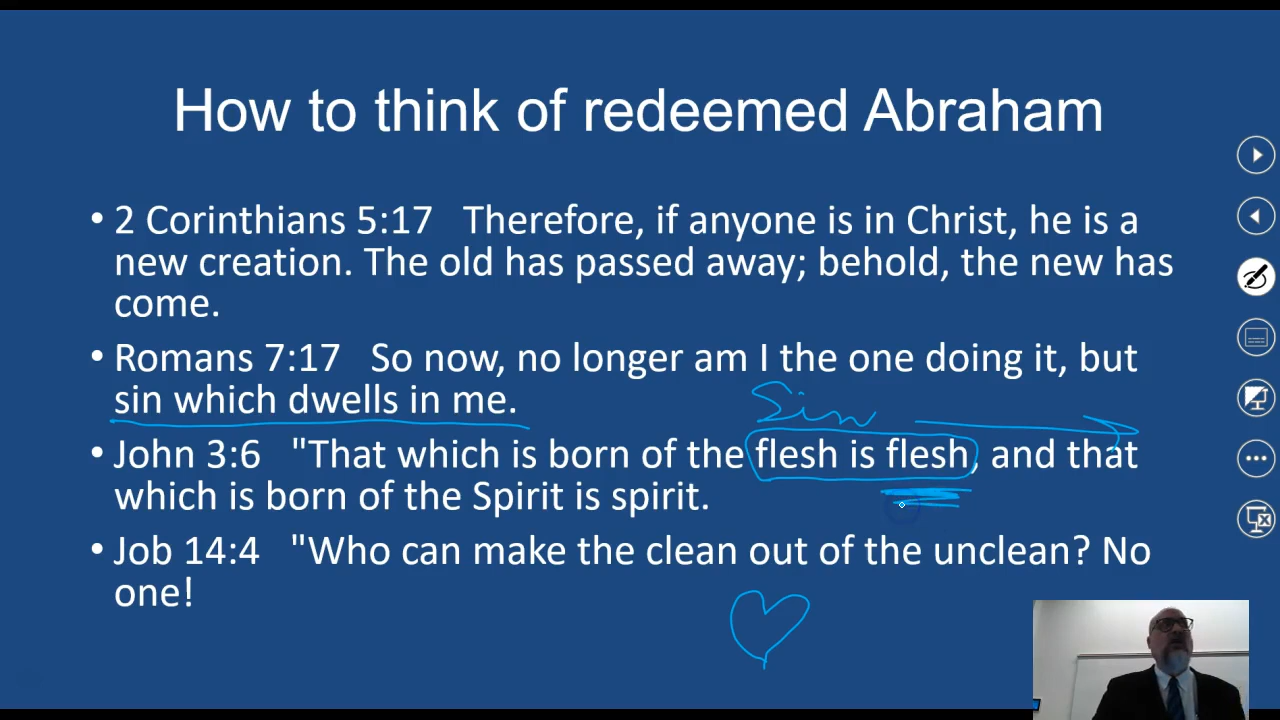 How to think of redeemed Abraham
• 2 Corinthians 5:17 Therefore, if anyone is in Christ, he is a
new creation. The old has passed away; behold, the new has
come.
• Romans 7:17 So now, no longer am I the one doing it, but
sin which dwells in me.
Sin
• John 3:6 "That which is born of the flesh is flesh, and that
which is born of the Spirit is spirit.
• Job 14:4 "Who can make the clean out of the unclean? No
one!